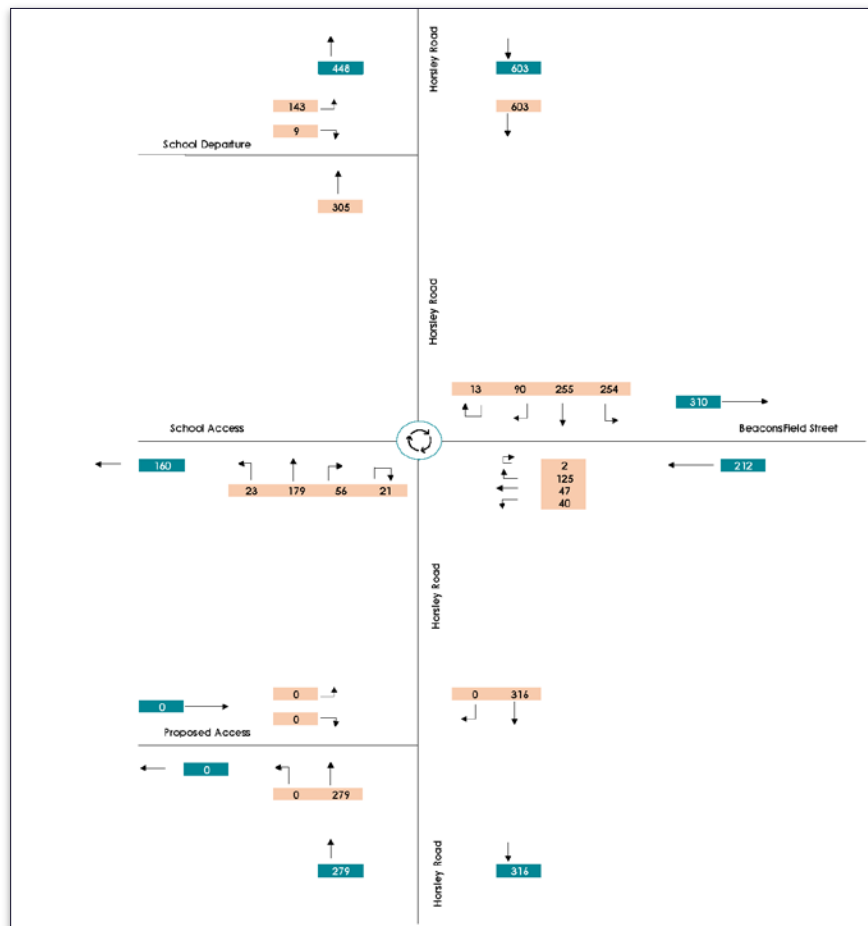 Horsley Road
448
603
143
603
9
School Departure
305
Horsley Road
13 90 255 254
310
School Access
BeaconsField Street
160
23 179 56 21
2
125
47
40
212
Horsley Road
0
0
0
0 316
Proposed Access
0
0 279
279
Horsley Road
316